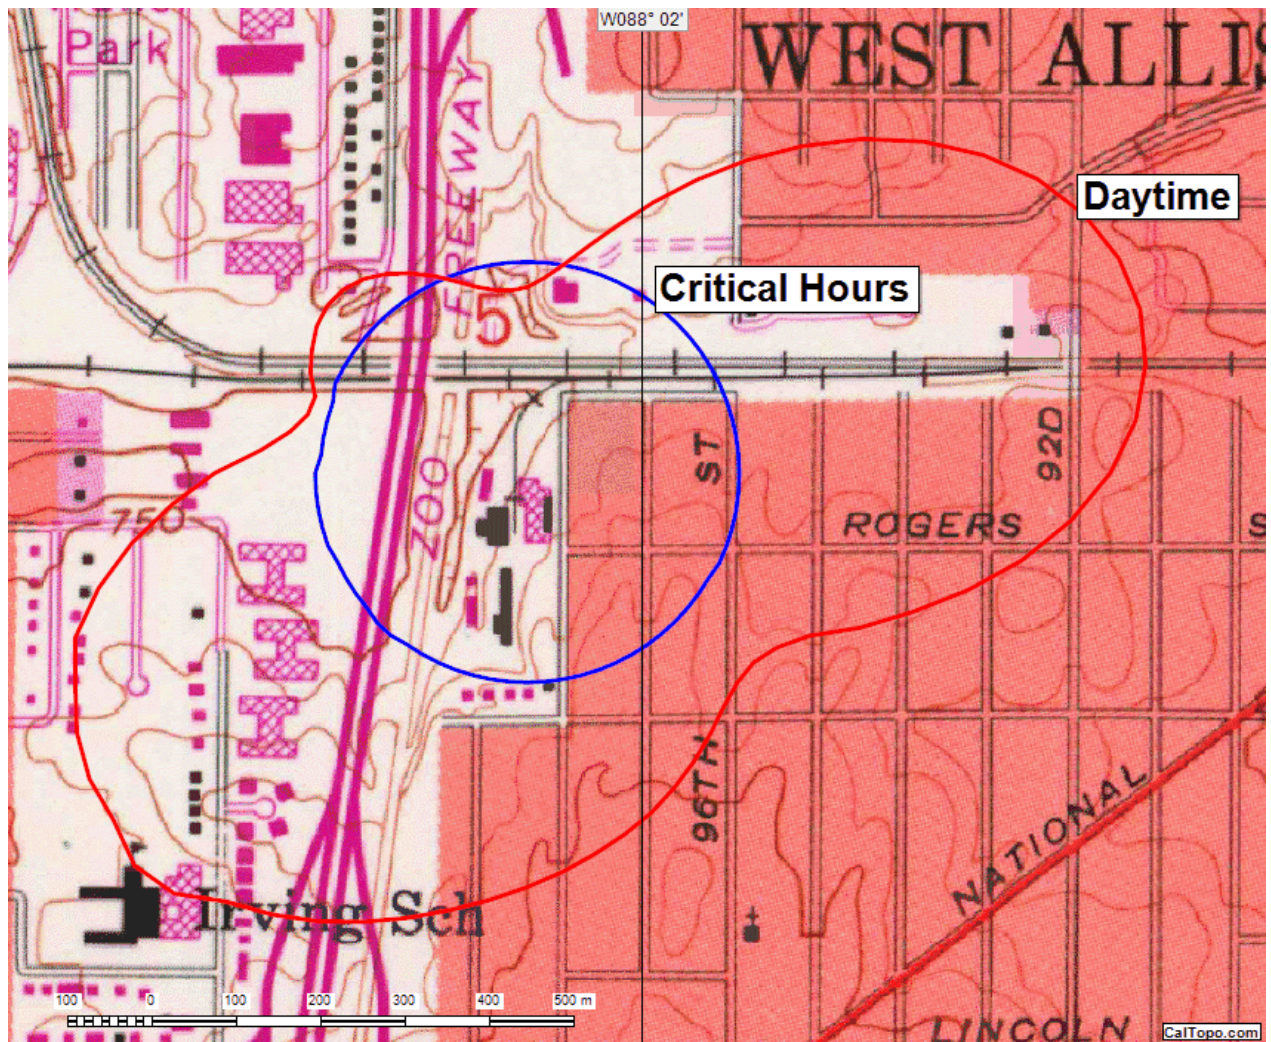 W088° 02'
Park
WEST ALLIS
FREEWAY
Daytime
Critical Hours
5
ZOO
ST
92D
750
ROGERS
S
96TH
NATIONAL
Irving Sch
LINCOLN
100 0 100 200 300 400 500 m
CalTopo.com